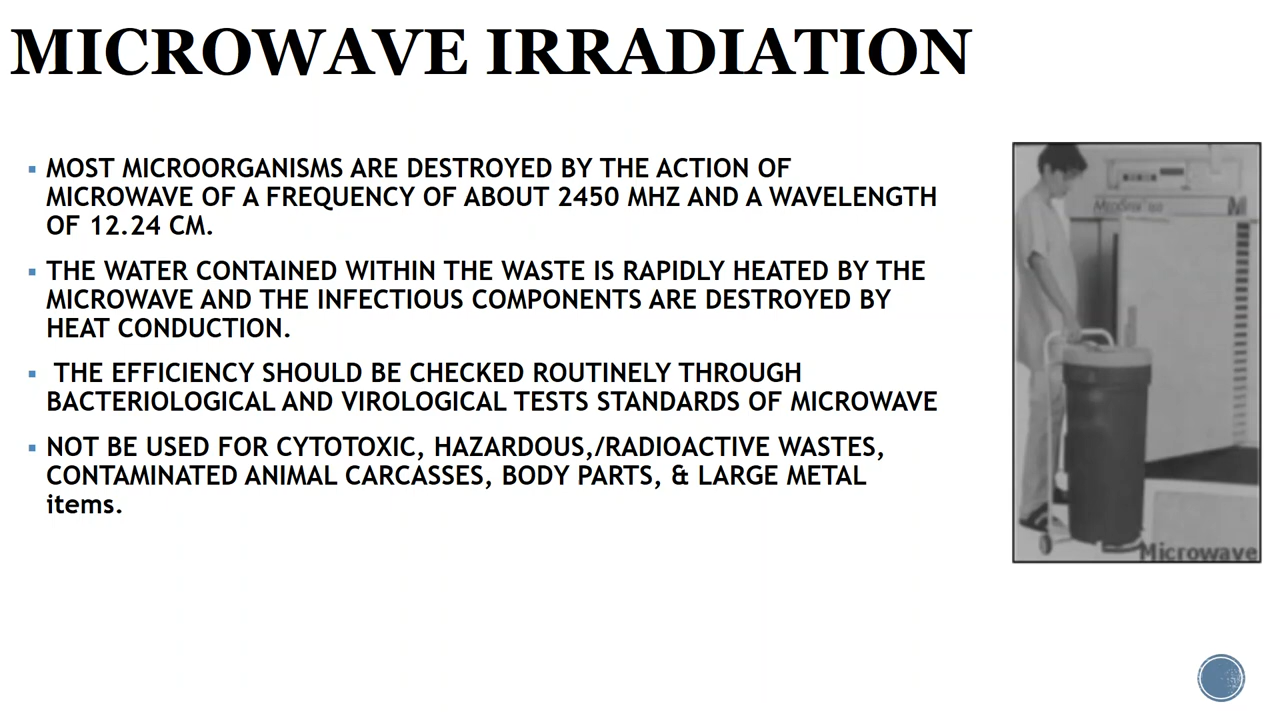 MICROWAVE IRRADIATION
MOST MICROORGANISMS ARE DESTROYED BY THE ACTION OF
MICROWAVE OF A FREQUENCY OF ABOUT 2450 MHZ AND A WAVELENGTH
OF 12.24 CM.
THE WATER CONTAINED WITHIN THE WASTE IS RAPIDLY HEATED BY THE
MICROWAVE AND THE INFECTIOUS COMPONENTS ARE DESTROYED BY
HEAT CONDUCTION.
THE EFFICIENCY SHOULD BE CHECKED ROUTINELY THROUGH
BACTERIOLOGICAL AND VIROLOGICAL TESTS STANDARDS OF MICROWAVE
NOT BE USED FOR CYTOTOXIC, HAZARDOUS,/RADIOACTIVE WASTES,
CONTAMINATED ANIMAL CARCASSES, BODY PARTS, & LARGE METAL
items.
Microwave